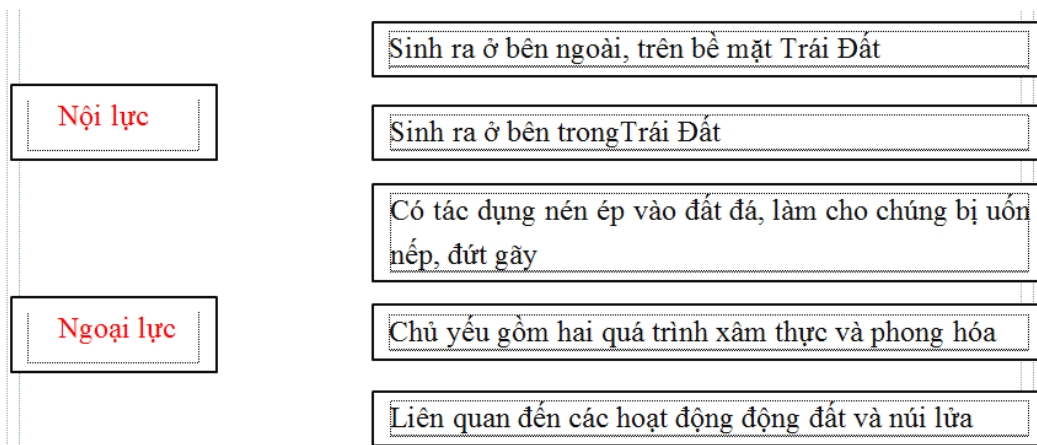 Sinh ra ở bên ngoài, trên bề mặt Trái Đất
Nội lực
Sinh ra ở bên trongTrái Đất
Có tác dụng nén ép vào đất đá, làm cho chúng bị uốn
nếp, đứt gãy
Ngoại lực
Chủ yếu gồm hai quá trình xâm thực và phong hóa
Liên quan đến các hoạt động động đất và núi lửa